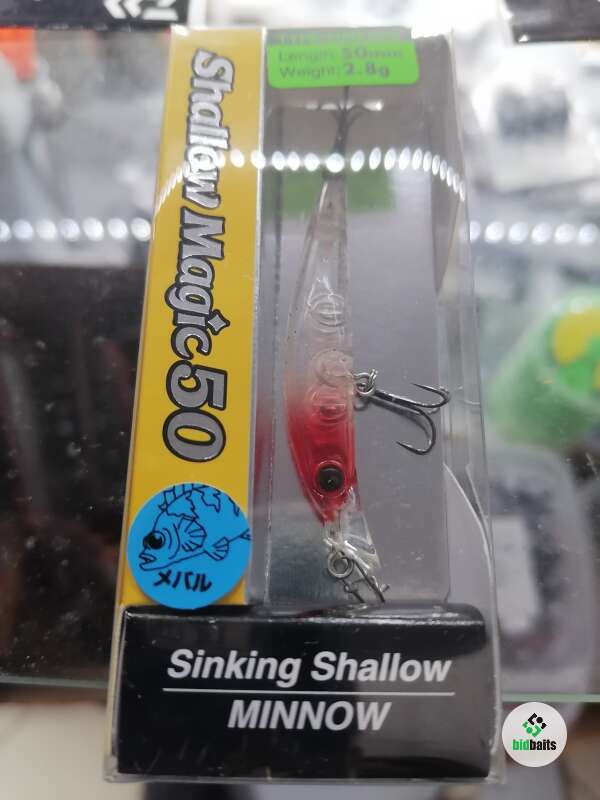 Length: 50mm
Weight: 2.8g
Shallow Magic 50
メバル
Sinking Shallow
MINNOW
bidbaits